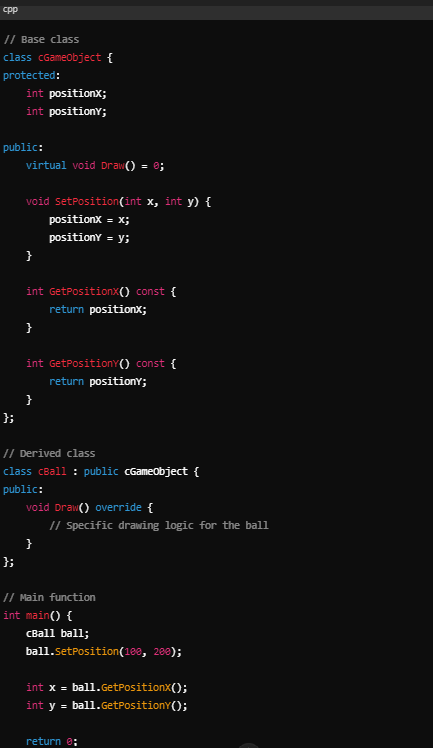 cpp
// Base class
class cGameObject {
protected:
    int positionX;
    int positionY;

public:
    virtual void Draw() = 0;

    void SetPosition(int x, int y) {
        positionX = x;
        positionY = y;
    }

    int GetPositionX() const {
        return positionX;
    }

    int GetPositionY() const {
        return positionY;
    }
};

// Derived class
class cBall : public cGameObject {
public:
    void Draw() override {
        // Specific drawing logic for the ball
    }
};

// Main function
int main() {
    cBall ball;
    ball.SetPosition(100, 200);

    int x = ball.GetPositionX();
    int y = ball.GetPositionY();

    return 0;